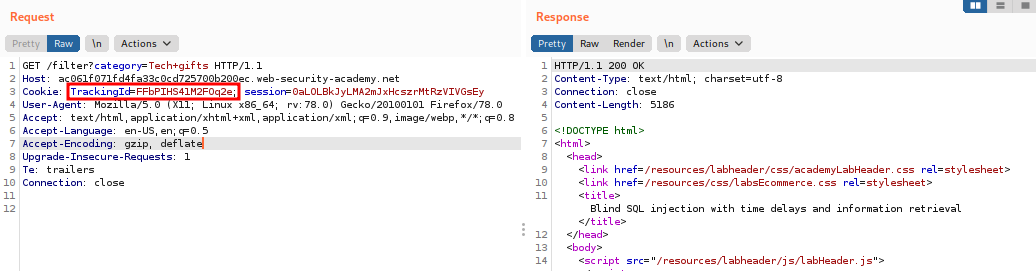 Request
Pretty Raw \n Actions
1 GET /filter?category=Tech+gifts HTTP/1.1
2 Host: ac061f071fd4fa33c0cd725700b200ec.web-security-academy.net
3 Cookie: TrackingId=FFbPIHS41M2FOq2e; session=0aLOLBkJyLMA2mJxHcszrMtRzVIVGsEy
4 User-Agent: Mozilla/5.0 (X11; Linux x86_64; rv:78.0) Gecko/20100101 Firefox/78.0
5 Accept: text/html,application/xhtml+xml,application/xml;q=0.9,image/webp,*/*;q=0.8
6 Accept-Language: en-US,en;q=0.5
7 Accept-Encoding: gzip, deflate
8 Upgrade-Insecure-Requests: 1
9 Te: trailers
10 Connection: close
11
12
Response
Pretty Raw Render \n Actions
1 HTTP/1.1 200 OK
2 Content-Type: text/html; charset=utf-8
3 Connection: close
4 Content-Length: 5186
5
6 <!DOCTYPE html>
7 <html>
8 <head>
9 <link href=/resources/labheader/css/academyLabHeader.css rel=stylesheet>
10 <link href=/resources/css/labsEcommerce.css rel=stylesheet>
11 <title>
Blind SQL injection with time delays and information retrieval
</title>
12 </head>
13 <body>
14 <script src="/resources/labheader/js/labHeader.js">